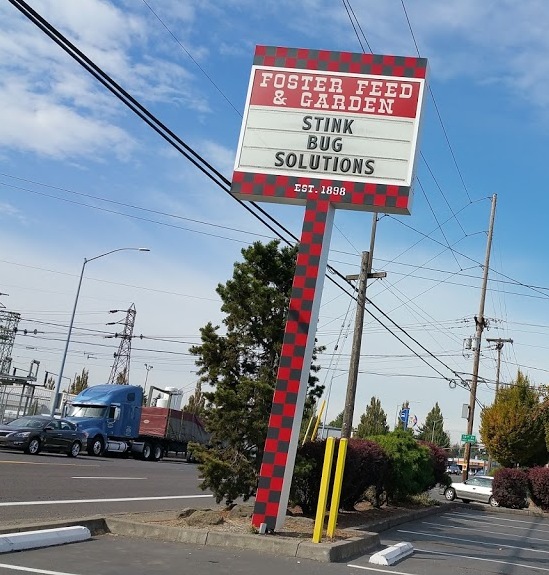 FOSTER FEED
& GARDEN
STINK
BUG
SOLUTIONS
EST. 1898